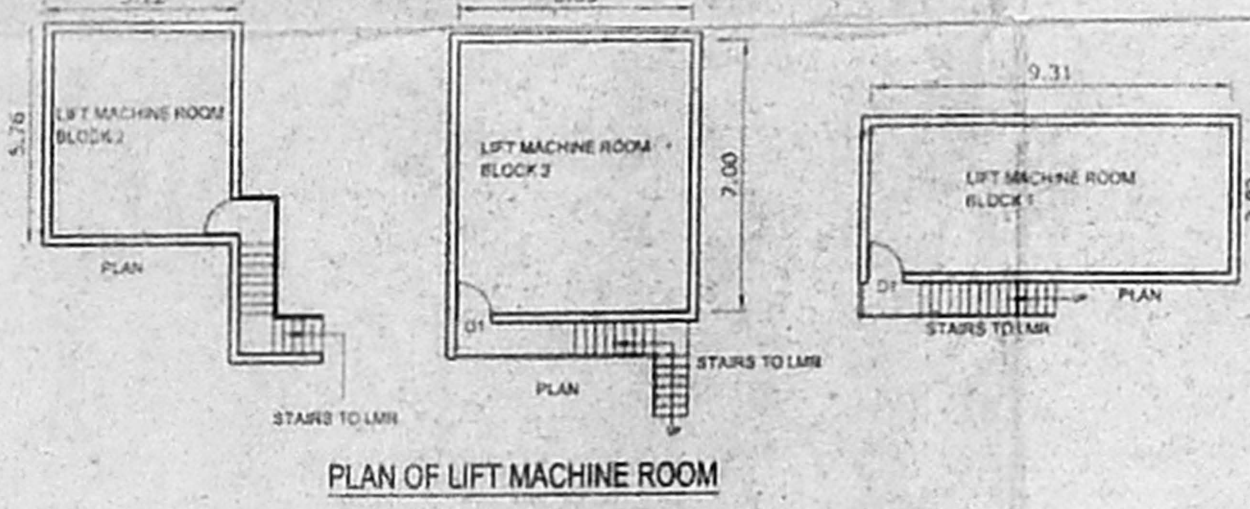 5.76
LIFT MACHINE ROOM
BLOCK 2
PLAN
STAIRS TO LMR
LIFT MACHINE ROOM
BLOCK 3
7.00
D1
STAIRS TO LMR
PLAN
UP
9.31
LIFT MACHINE ROOM
BLOCK 1
D1
UP
PLAN
STAIRS TO LMR
PLAN OF LIFT MACHINE ROOM